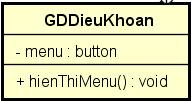 GDDieuKhoan
- menu : button
+ hienThiMenu() : void